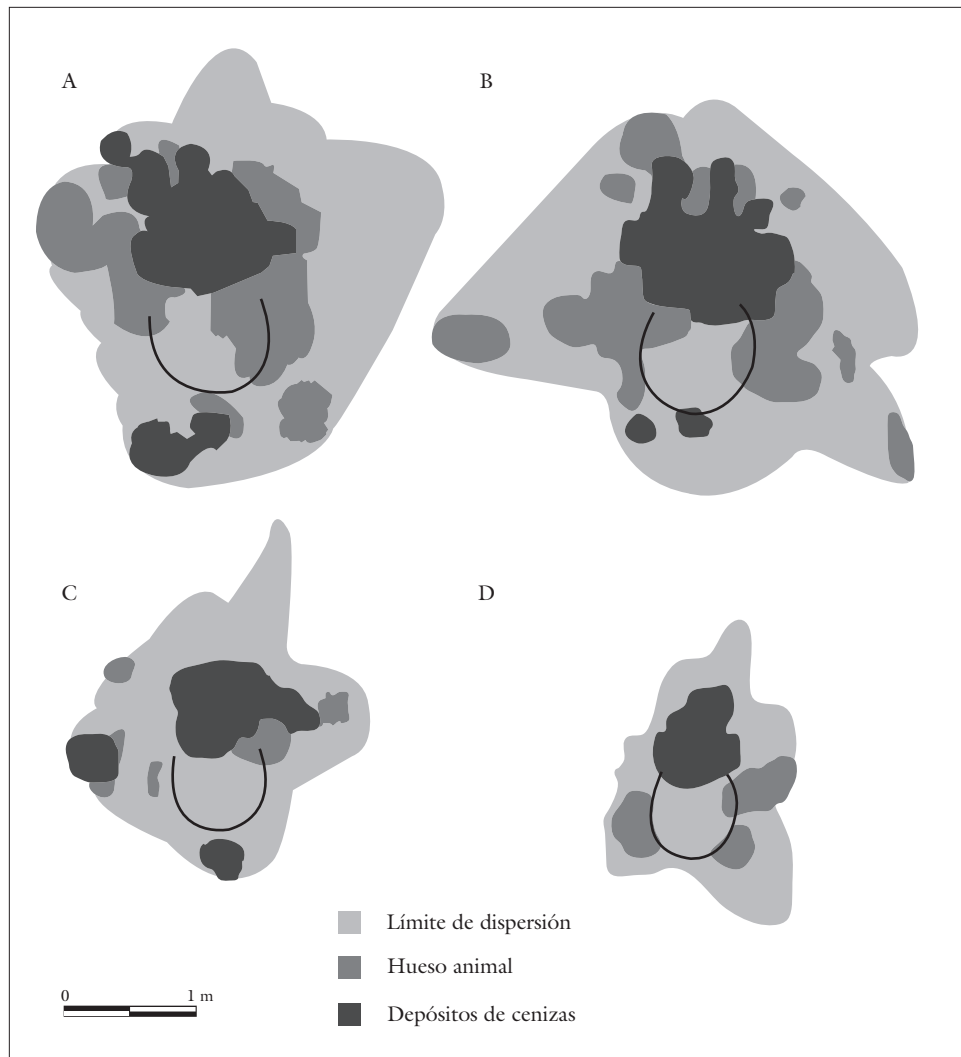 A
B
C
D
Límite de dispersión
Hueso animal
Depósitos de cenizas
0 1 m